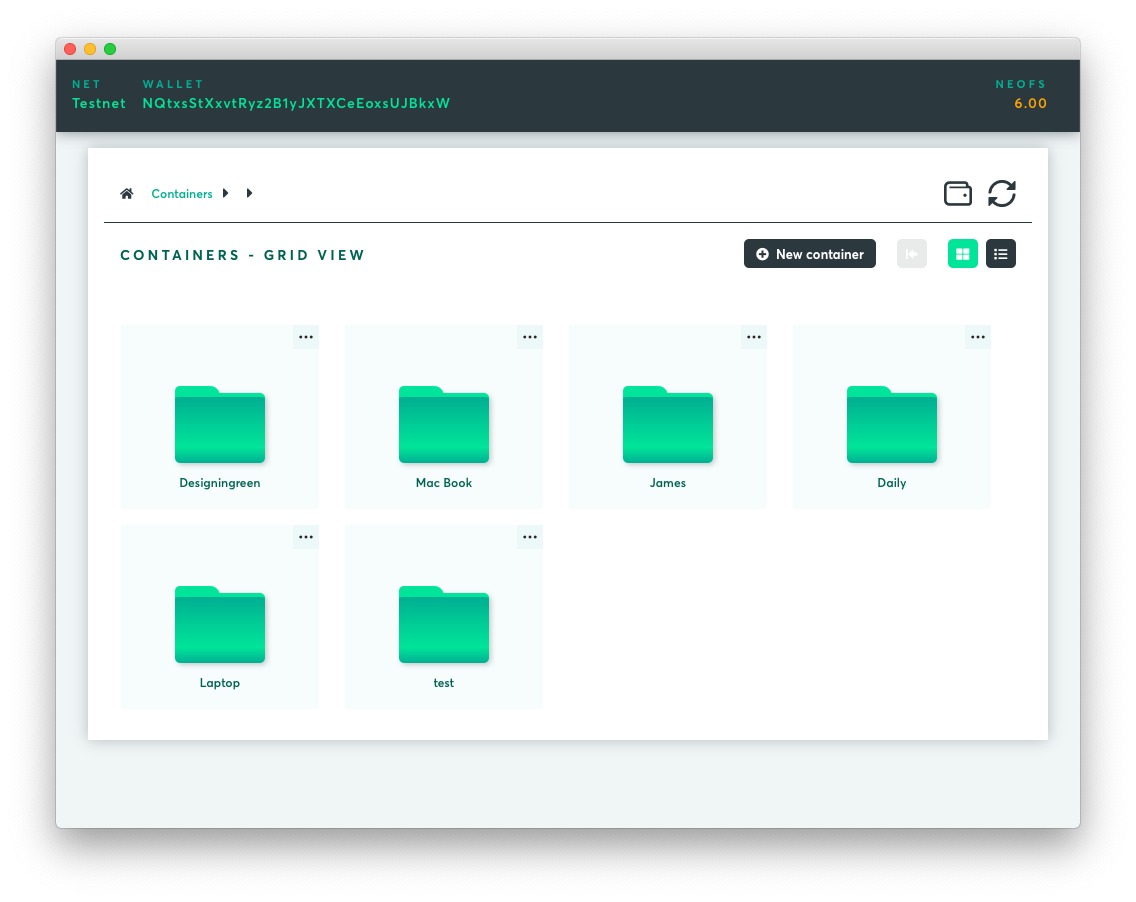 NET WALLET NEOFS
Testnet NQtxsStXxvtRyz2B1yJXTXCeEoxsUJBkxW 6.00
Containers
CONTAINERS - GRID VIEW New container
Designingreen Mac Book James Daily
Laptop test